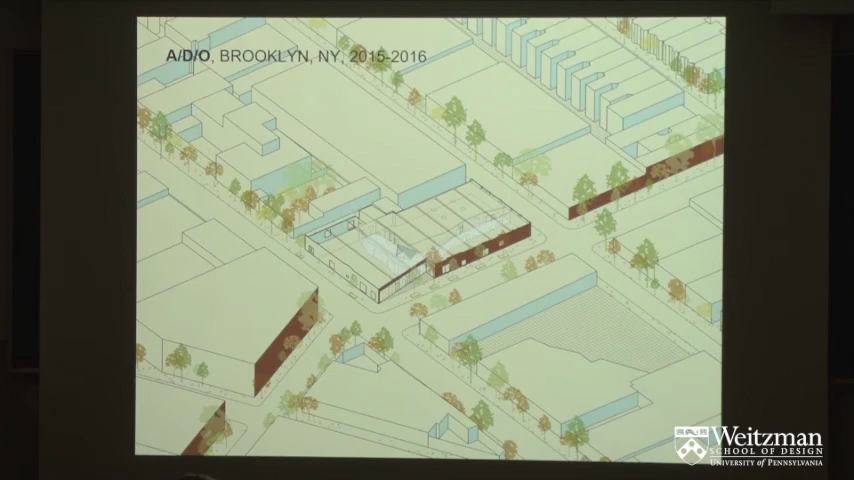 A/D/O, BROOKLYN, NY, 2015-2016
Weitzman
SCHOOL OF DESIGN
UNIVERSITY of PENNSYLVANIA